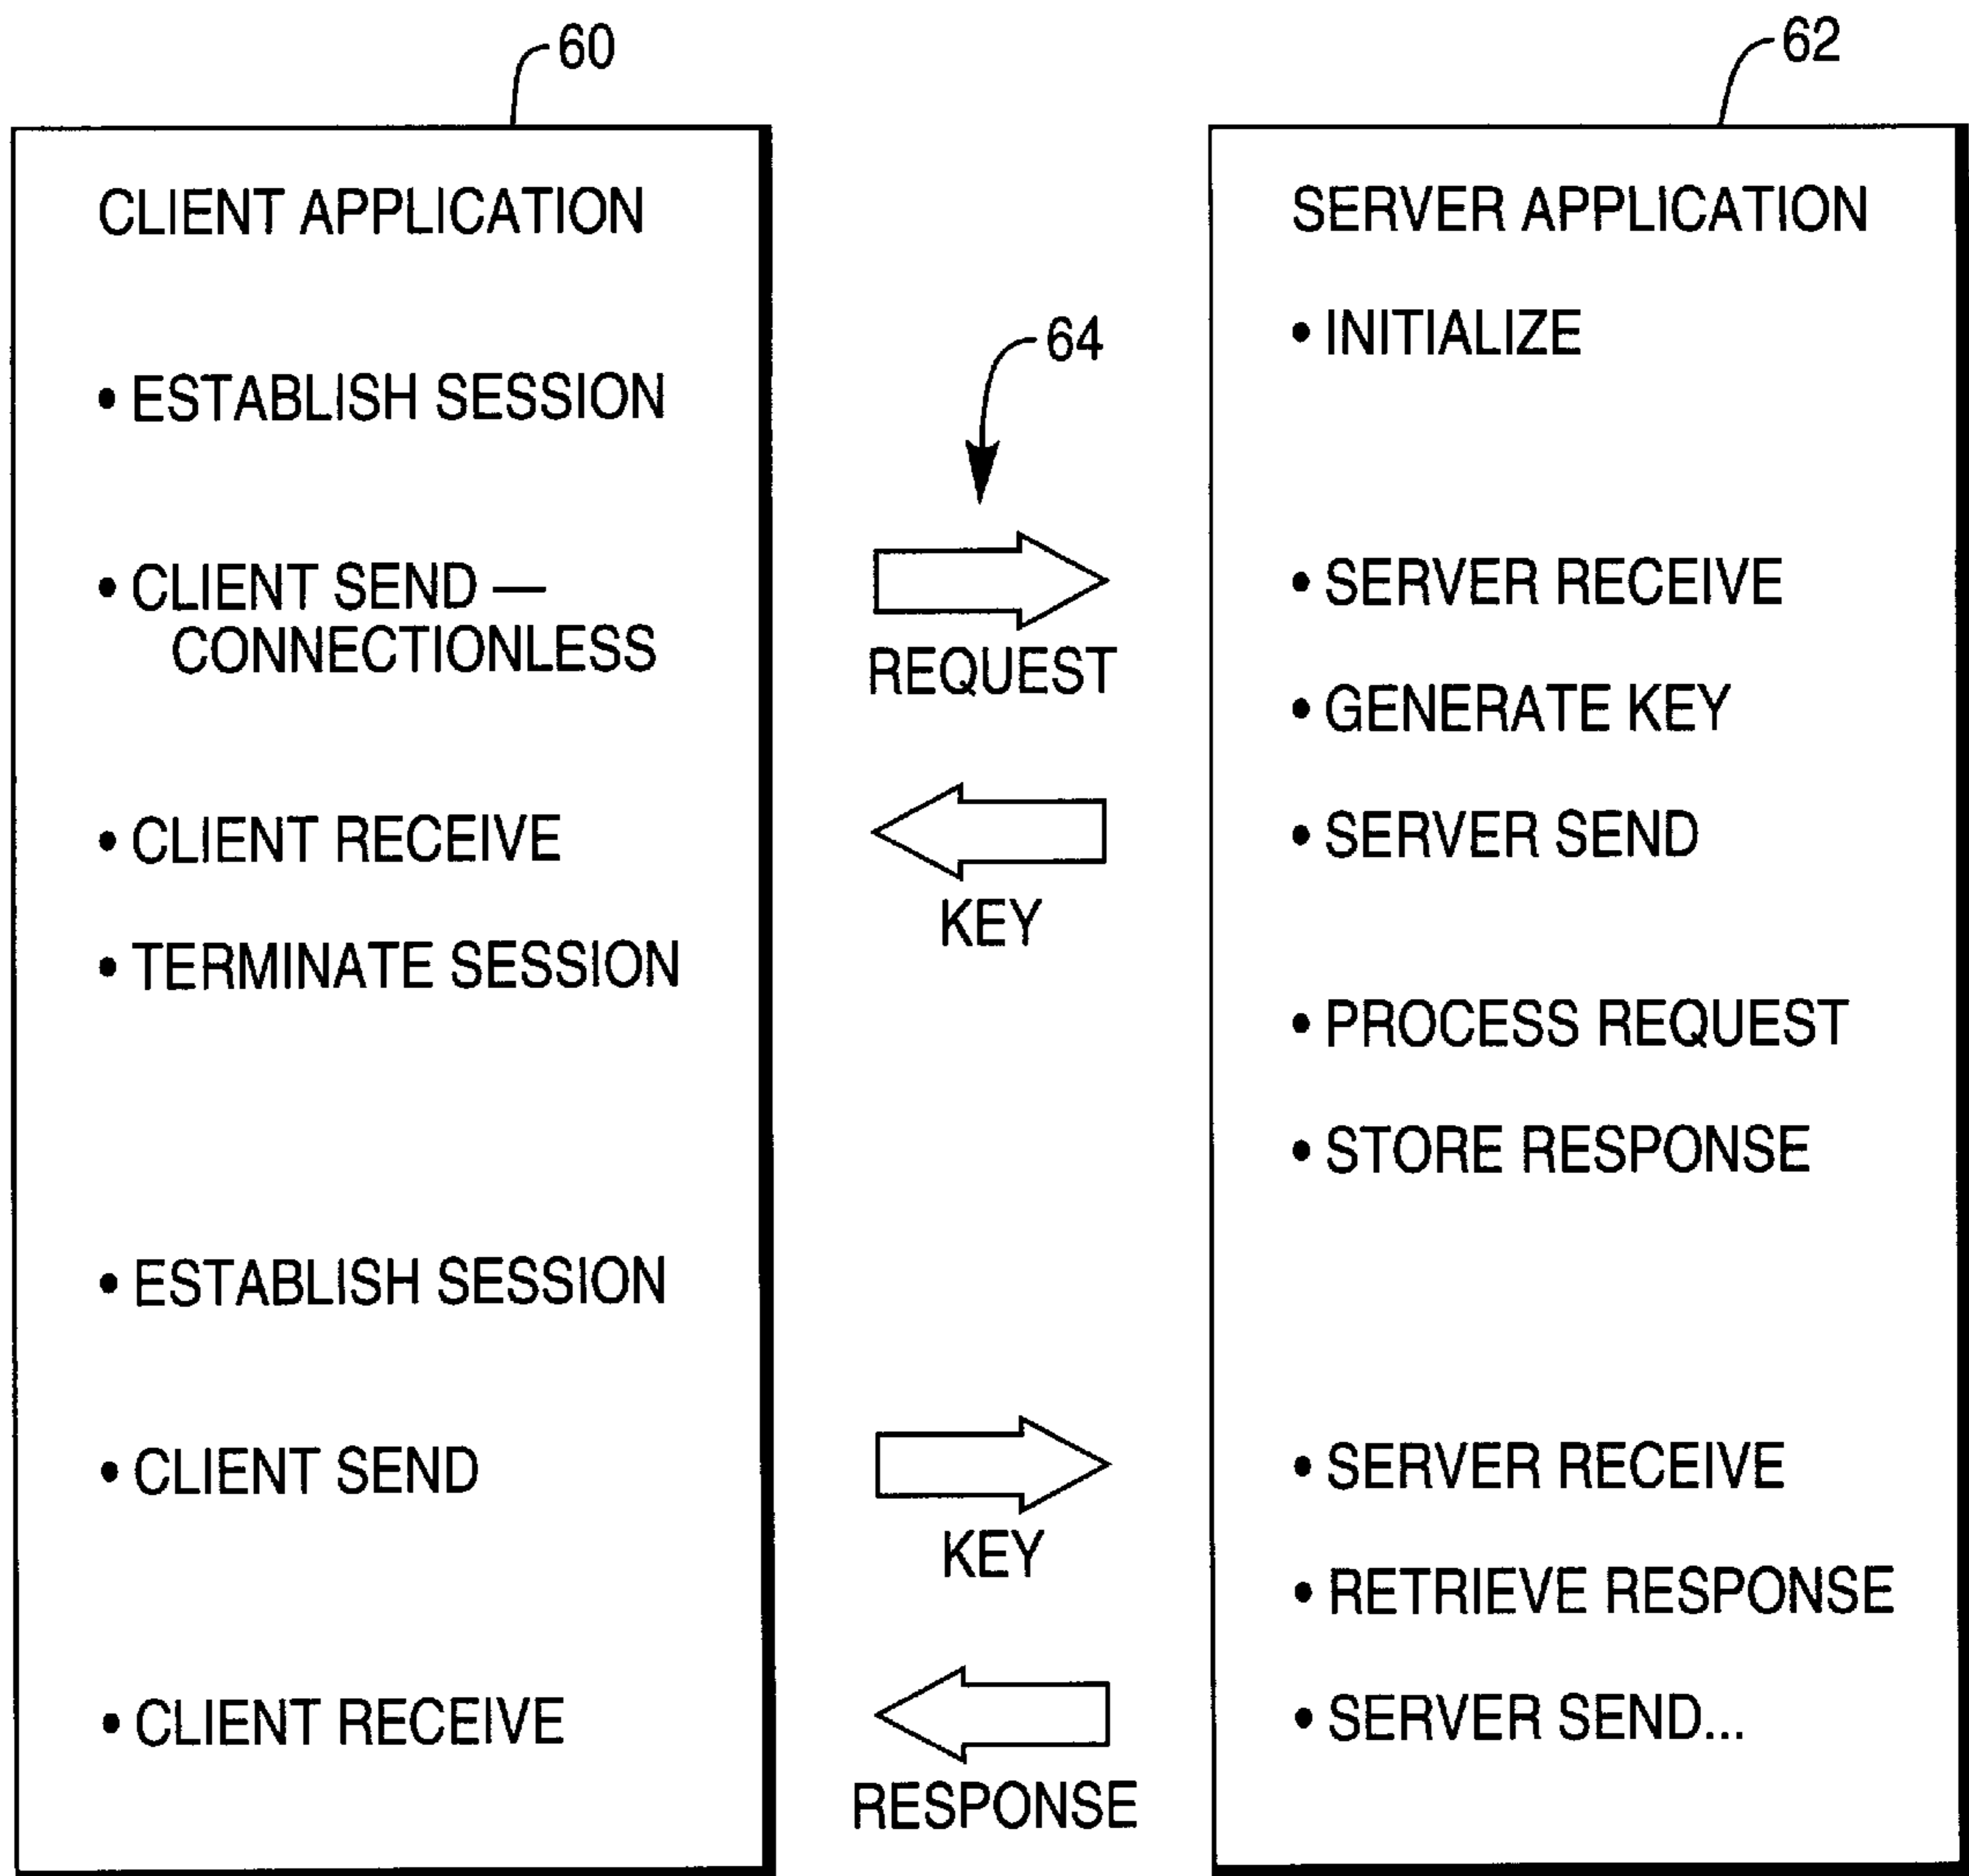 60
62
CLIENT APPLICATION
• ESTABLISH SESSION
• CLIENT SEND —
CONNECTIONLESS
• CLIENT RECEIVE
• TERMINATE SESSION
• ESTABLISH SESSION
• CLIENT SEND
• CLIENT RECEIVE
64
REQUEST
KEY
KEY
RESPONSE
SERVER APPLICATION
• INITIALIZE
• SERVER RECEIVE
• GENERATE KEY
• SERVER SEND
• PROCESS REQUEST
• STORE RESPONSE
• SERVER RECEIVE
• RETRIEVE RESPONSE
• SERVER SEND...